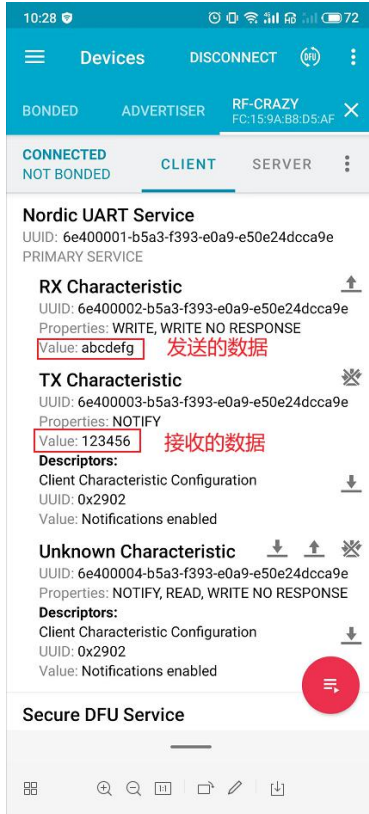 10:28
72
Devices
DISCONNECT
DFU
BONDED
ADVERTISER
RF-CRAZY
FC:15:9A:B8:D5:AF
CONNECTED
NOT BONDED
CLIENT
SERVER
Nordic UART Service
UUID: 6e400001-b5a3-f393-e0a9-e50e24dcca9e
PRIMARY SERVICE
RX Characteristic
UUID: 6e400002-b5a3-f393-e0a9-e50e24dcca9e
Properties: WRITE, WRITE NO RESPONSE
Value: abcdefg 发送的数据
TX Characteristic
UUID: 6e400003-b5a3-f393-e0a9-e50e24dcca9e
Properties: NOTIFY
Value: 123456 接收的数据
Descriptors:
Client Characteristic Configuration
UUID: 0x2902
Value: Notifications enabled
Unknown Characteristic
UUID: 6e400004-b5a3-f393-e0a9-e50e24dcca9e
Properties: NOTIFY, READ, WRITE NO RESPONSE
Descriptors:
Client Characteristic Configuration
UUID: 0x2902
Value: Notifications enabled
Secure DFU Service
1:1